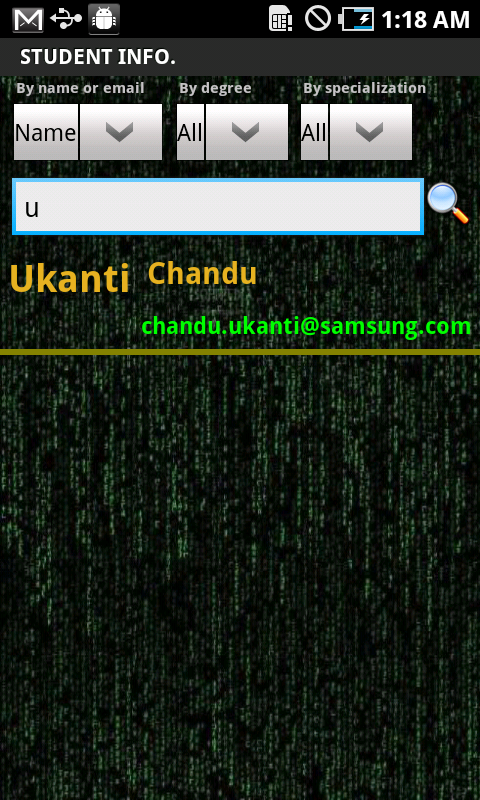 1:18 AM
STUDENT INFO.
By name or email By degree By specialization
Name All All
u
Ukanti Chandu
chandu.ukanti@samsung.com